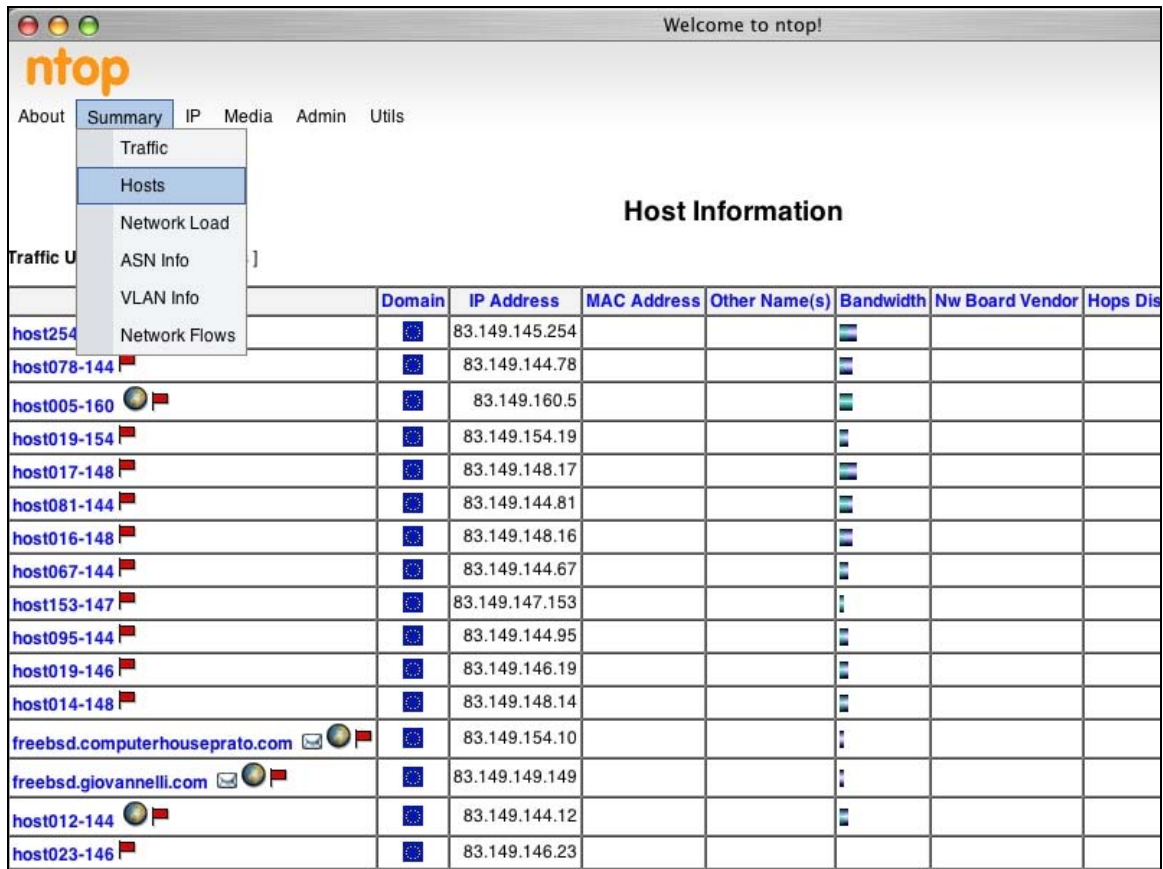 Welcome to ntop!
ntop
About Summary IP Media Admin Utils
Traffic
Hosts
Network Load
ASN Info
VLAN Info
Network Flows
Host Information
Traffic U ]
Domain IP Address MAC Address Other Name(s) Bandwidth Nw Board Vendor Hops Dis
host254 83.149.145.254
host078-144 83.149.144.78
host005-160 83.149.160.5
host019-154 83.149.154.19
host017-148 83.149.148.17
host081-144 83.149.144.81
host016-148 83.149.148.16
host067-144 83.149.144.67
host153-147 83.149.147.153
host095-144 83.149.144.95
host019-146 83.149.146.19
host014-148 83.149.148.14
freebsd.computerhouseprato.com 83.149.154.10
freebsd.giovannelli.com 83.149.149.149
host012-144 83.149.144.12
host023-146 83.149.146.23